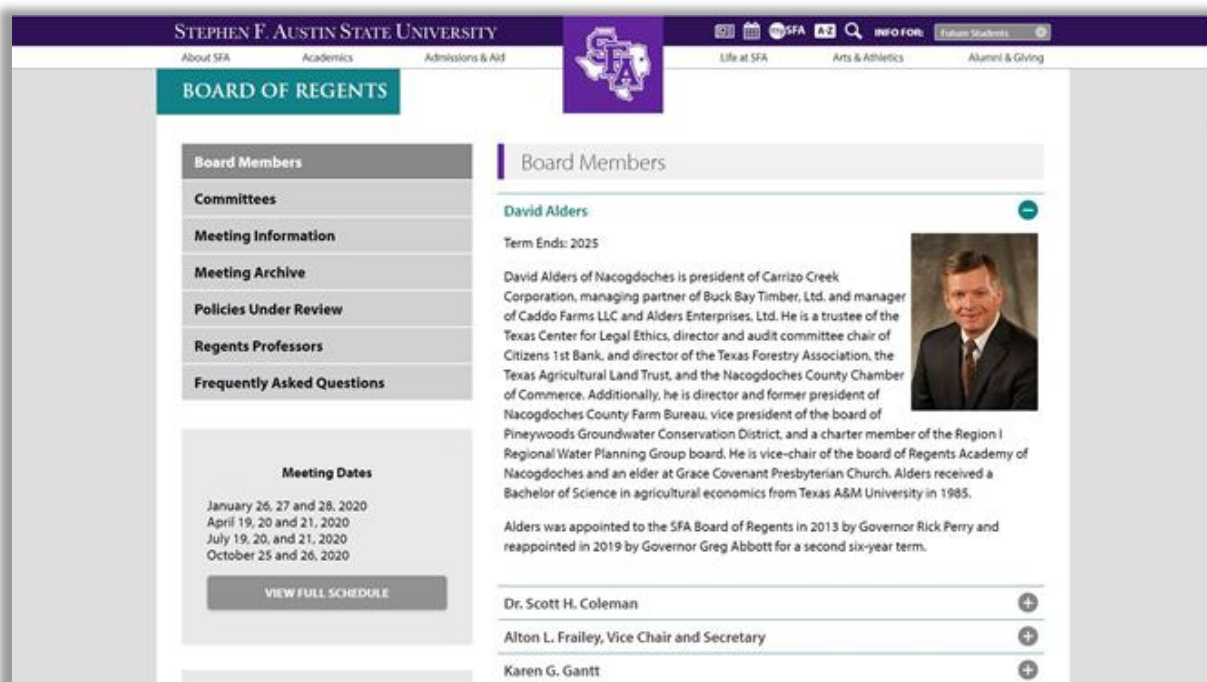 STEPHEN F. AUSTIN STATE UNIVERSITY
mySFA A-Z INFO FOR: Future Students
About SFA Academics Admissions & Aid
SFA
Life at SFA Arts & Athletics Alumni & Giving
BOARD OF REGENTS
Board Members
Committees
Meeting Information
Meeting Archive
Policies Under Review
Regents Professors
Frequently Asked Questions
Meeting Dates
January 26, 27 and 28, 2020
April 19, 20 and 21, 2020
July 19, 20, and 21, 2020
October 25 and 26, 2020
VIEW FULL SCHEDULE
Board Members
David Alders
Term Ends: 2025
David Alders of Nacogdoches is president of Carrizo Creek
Corporation, managing partner of Buck Bay Timber, Ltd. and manager
of Caddo Farms LLC and Alders Enterprises, Ltd. He is a trustee of the
Texas Center for Legal Ethics, director and audit committee chair of
Citizens 1st Bank, and director of the Texas Forestry Association, the
Texas Agricultural Land Trust, and the Nacogdoches County Chamber
of Commerce. Additionally, he is director and former president of
Nacogdoches County Farm Bureau, vice president of the board of
Pineywoods Groundwater Conservation District, and a charter member of the Region I
Regional Water Planning Group board. He is vice-chair of the board of Regents Academy of
Nacogdoches and an elder at Grace Covenant Presbyterian Church. Alders received a
Bachelor of Science in agricultural economics from Texas A&M University in 1985.
Alders was appointed to the SFA Board of Regents in 2013 by Governor Rick Perry and
reappointed in 2019 by Governor Greg Abbott for a second six-year term.
Dr. Scott H. Coleman
Alton L. Frailey, Vice Chair and Secretary
Karen G. Gantt